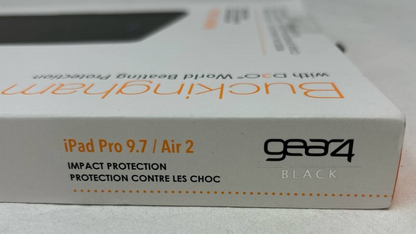 Buckingham
with D3O® World Beating Protection
iPad Pro 9.7 / Air 2
IMPACT PROTECTION
PROTECTION CONTRE LES CHOC
gear4
BLACK